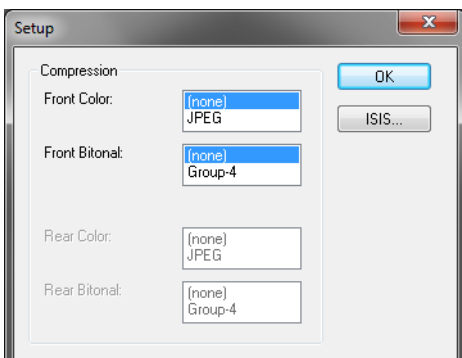 Setup
Compression
Front Color:
(none)
JPEG
Front Bitonal:
(none)
Group-4
Rear Color:
(none)
JPEG
Rear Bitonal:
(none)
Group-4
OK
ISIS...